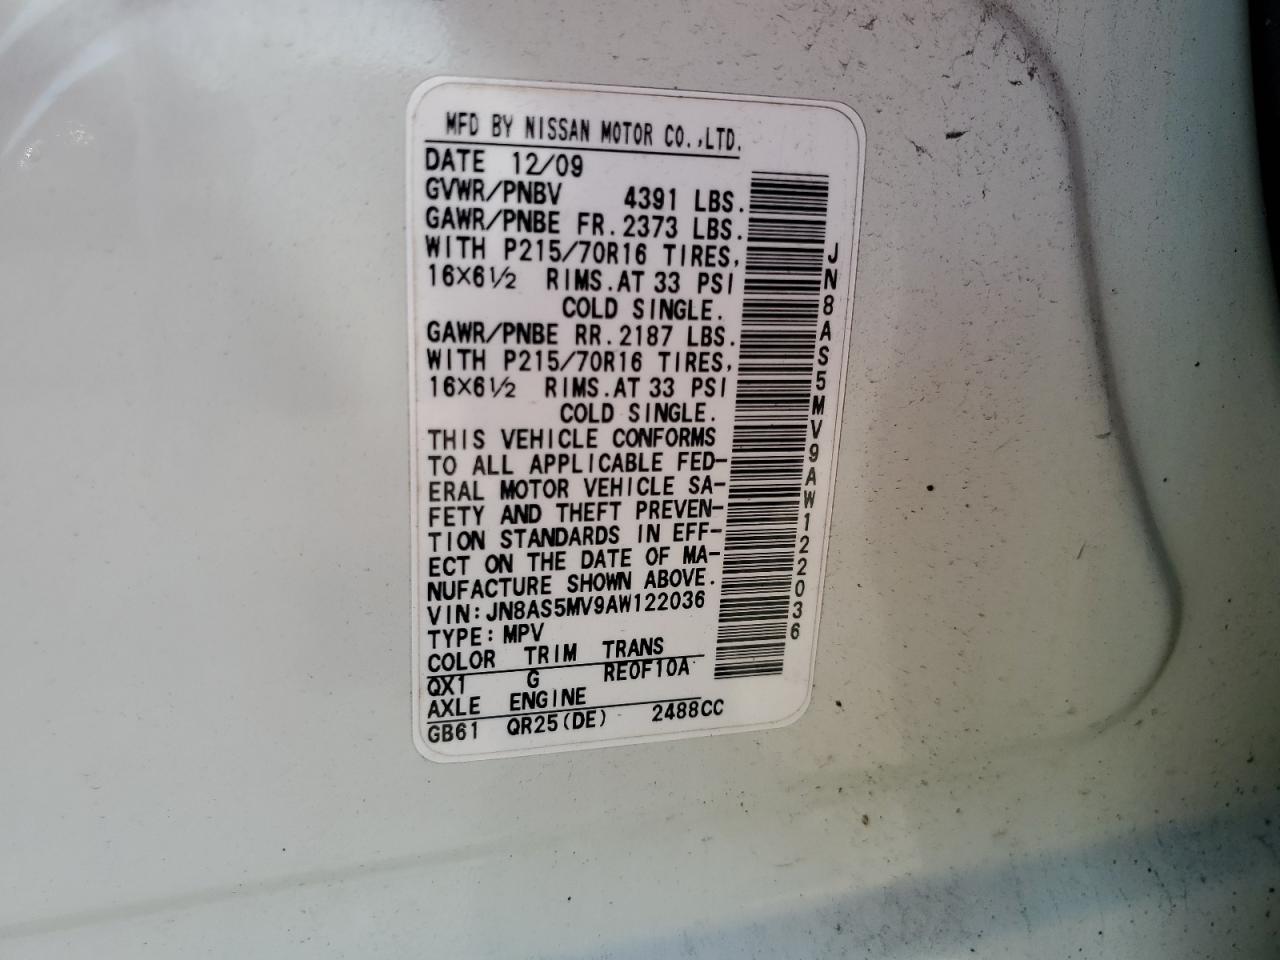 MFD BY NISSAN MOTOR CO.,LTD.
DATE 12/09
GVWR/PNBV 4391 LBS.
GAWR/PNBE FR.2373 LBS.
WITH P215/70R16 TIRES,
16X6½ RIMS.AT 33 PSI
COLD SINGLE.
GAWR/PNBE RR.2187 LBS.
WITH P215/70R16 TIRES,
16X6½ RIMS.AT 33 PSI
COLD SINGLE.
THIS VEHICLE CONFORMS
TO ALL APPLICABLE FED-
ERAL MOTOR VEHICLE SA-
FETY AND THEFT PREVEN-
TION STANDARDS IN EFF-
ECT ON THE DATE OF MA-
NUFACTURE SHOWN ABOVE.
VIN:JN8AS5MV9AW122036
TYPE:MPV
COLOR TRIM TRANS
QX1 G RE0F10A
AXLE ENGINE
GB61 QR25(DE) 2488CC
JN8AS5MV9AW122036